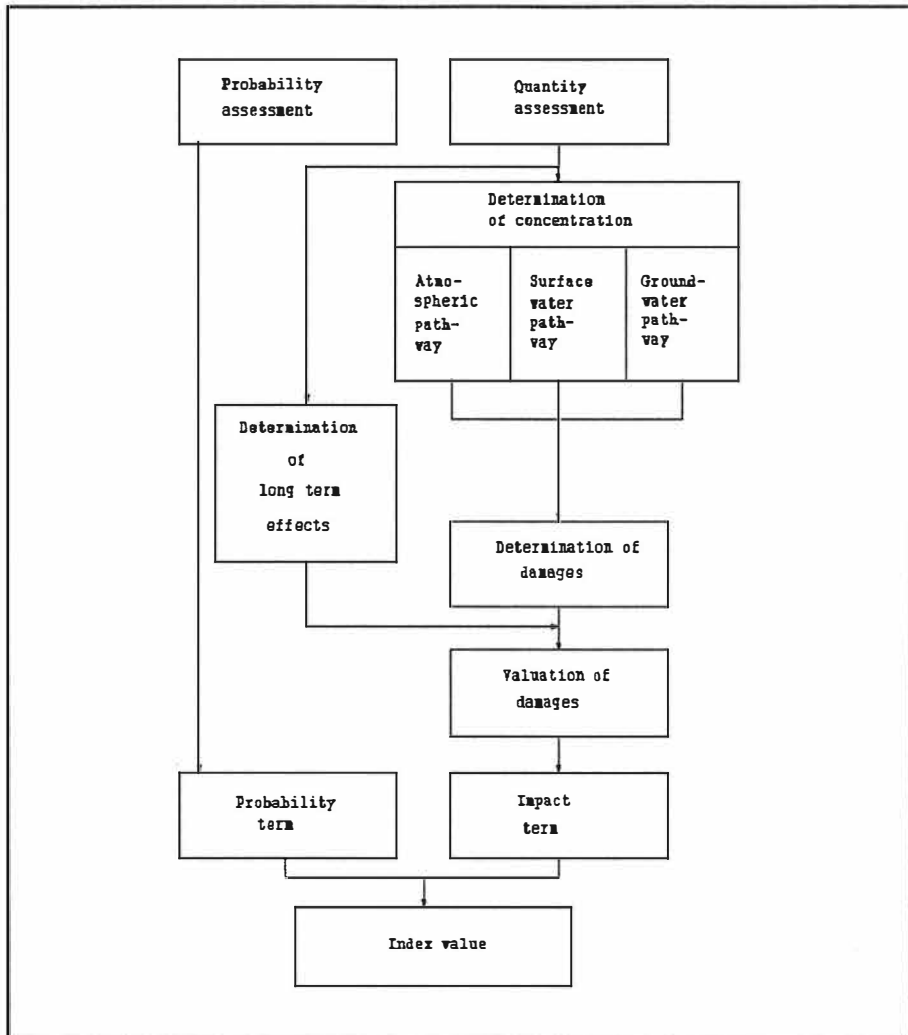 Probability
assessment
Quantity
assessment
Determination
of concentration
Atmo-
spheric
path-
way
Surface
water
path-
way
Ground-
water
path-
way
Determination
of
long term
effects
Determination of
damages
Valuation of
damages
Probability
term
Impact
term
Index value